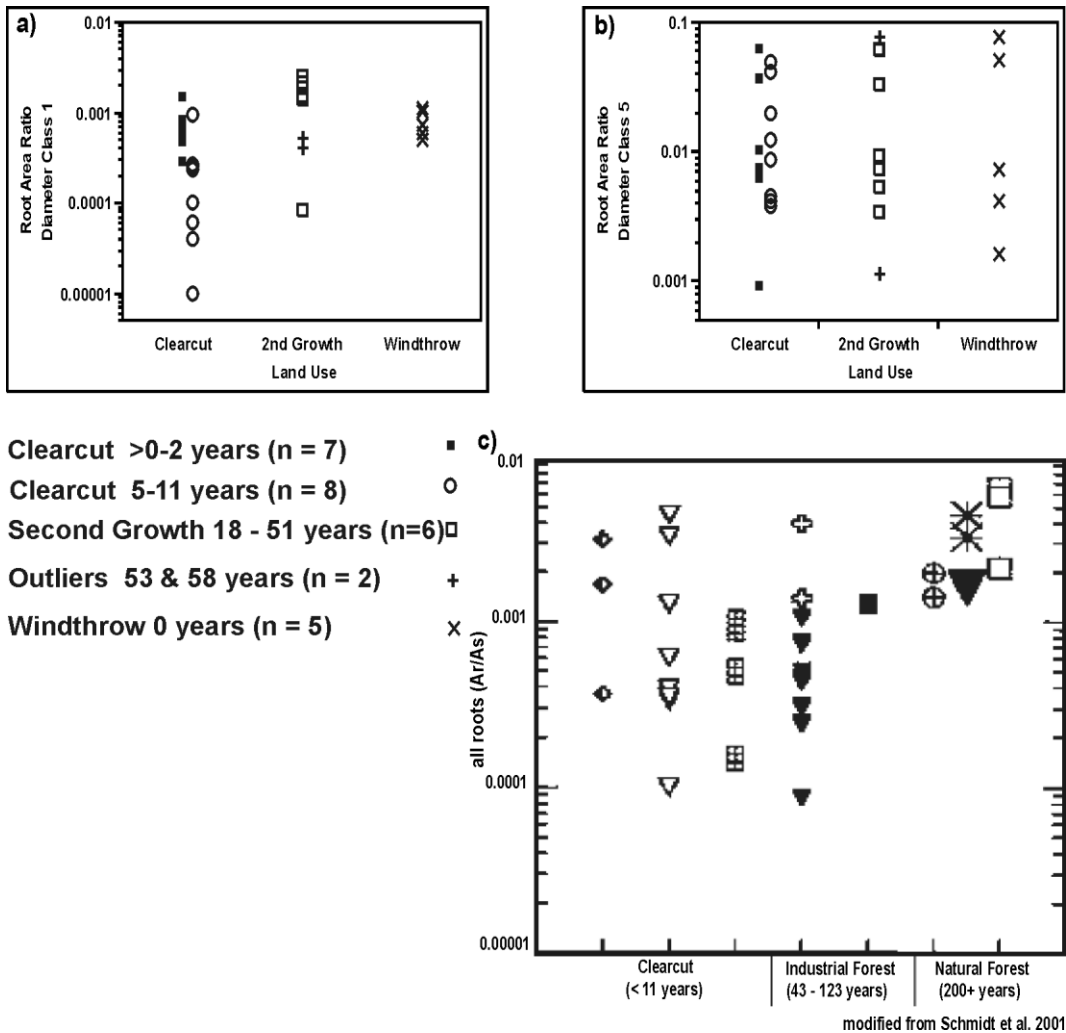 a)
0.01
0.001
0.0001
0.00001
Root Area Ratio
Diameter Class 1
Clearcut 2nd Growth Windthrow
Land Use
b)
0.1
0.01
0.001
Root Area Ratio
Diameter Class 5
Clearcut 2nd Growth Windthrow
Land Use
Clearcut >0-2 years (n = 7)
Clearcut 5-11 years (n = 8)
Second Growth 18 - 51 years (n=6)
Outliers 53 & 58 years (n = 2)
Windthrow 0 years (n = 5)
c)
0.01
0.001
0.0001
0.00001
all roots (Ar/As)
Clearcut
(< 11 years)
Industrial Forest
(43 - 123 years)
Natural Forest
(200+ years)
modified from Schmidt et al. 2001